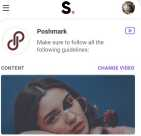 S.
Poshmark
Make sure to follow all the
following guidelines:
CONTENT
CHANGE VIDEO